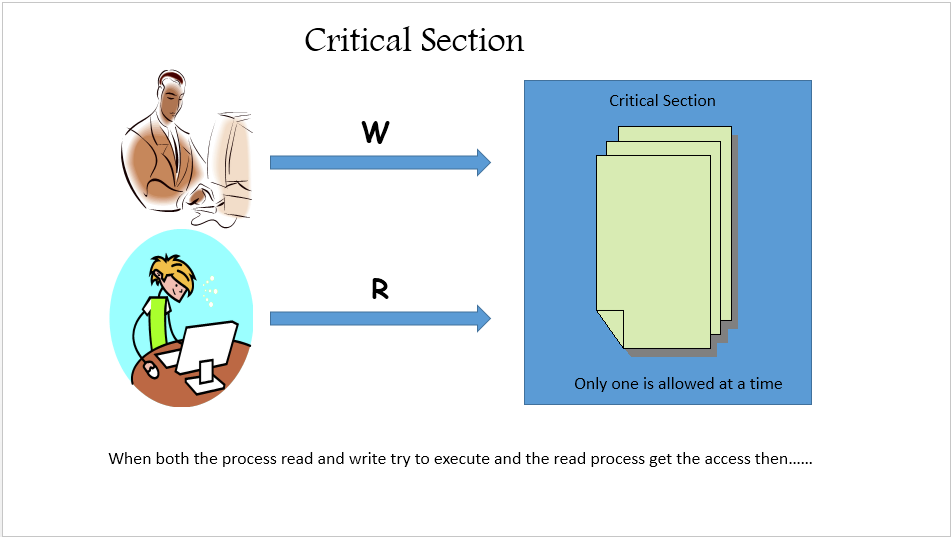 Critical Section
Critical Section
W
R
Only one is allowed at a time
When both the process read and write try to execute and the read process get the access then......